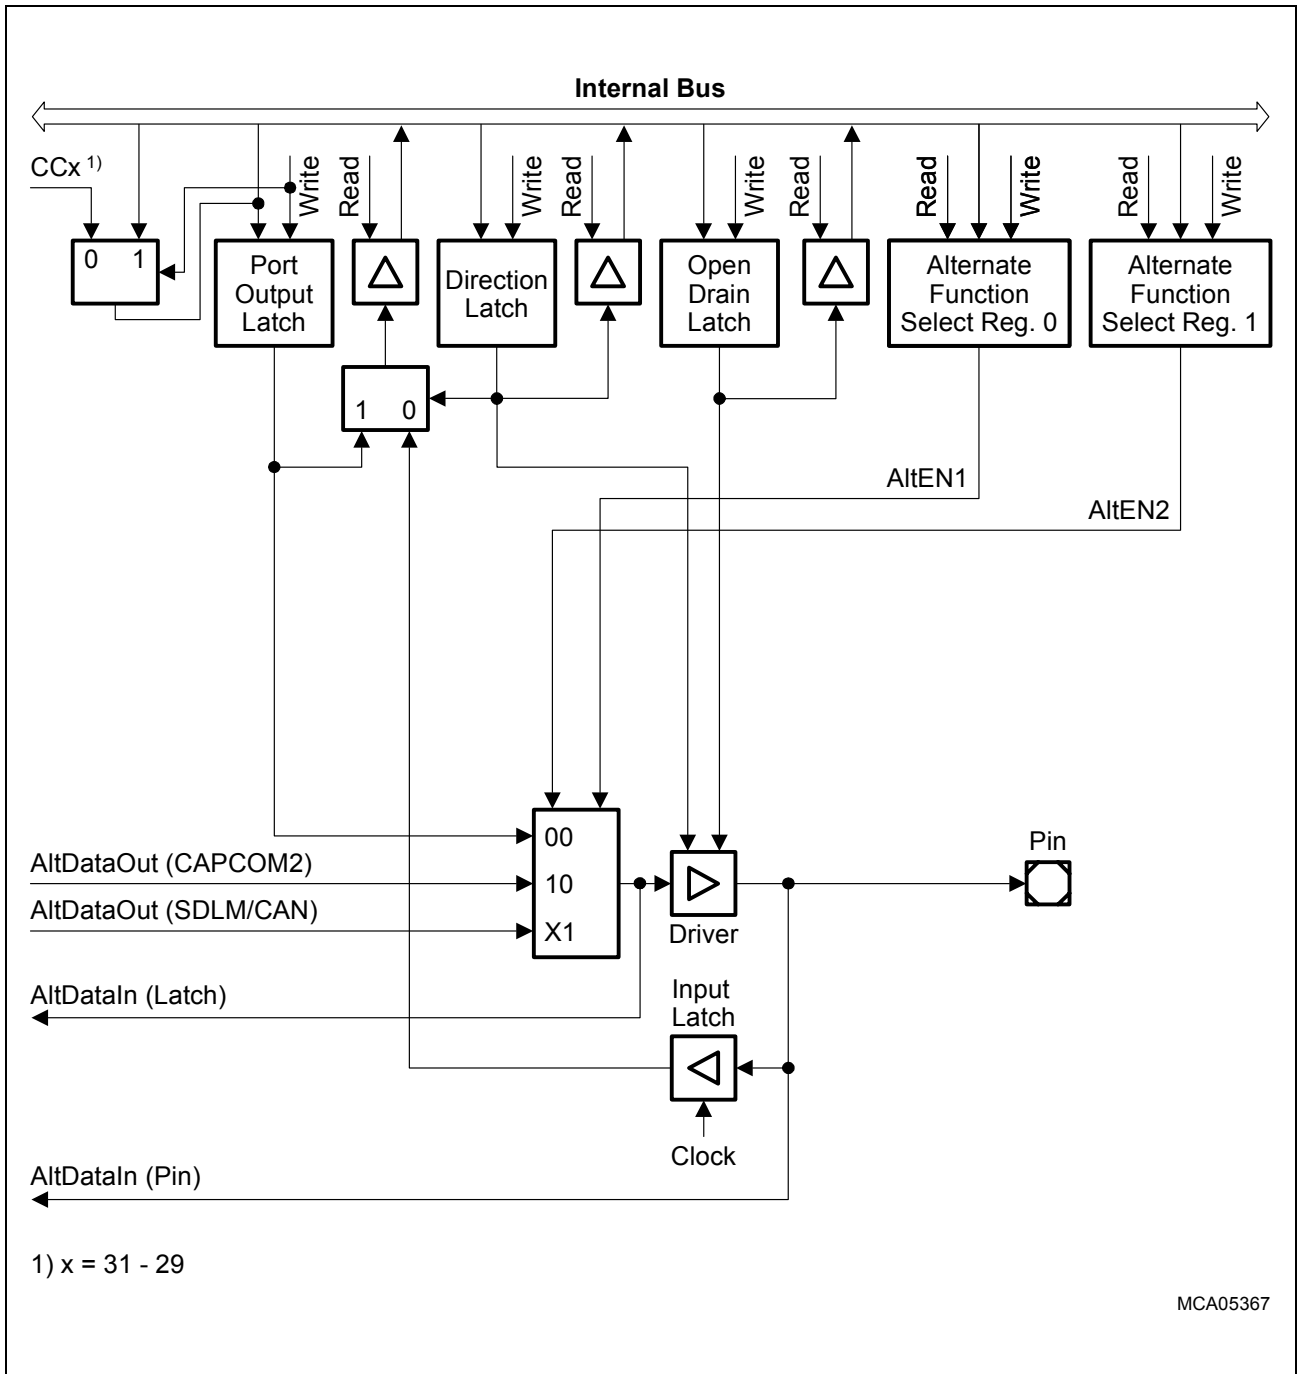 Internal Bus
CCx 1)
Write
Read
Write
Read
Write
Read
Read
Write
Read
Write
0 1
Port
Output
Latch
Direction
Latch
Open
Drain
Latch
Alternate
Function
Select Reg. 0
Alternate
Function
Select Reg. 1
1 0
AltEN1
AltEN2
00
10
X1
AltDataOut (CAPCOM2)
AltDataOut (SDLM/CAN)
Driver
Pin
AltDataIn (Latch)
Input
Latch
Clock
AltDataIn (Pin)
1) x = 31 - 29
MCA05367